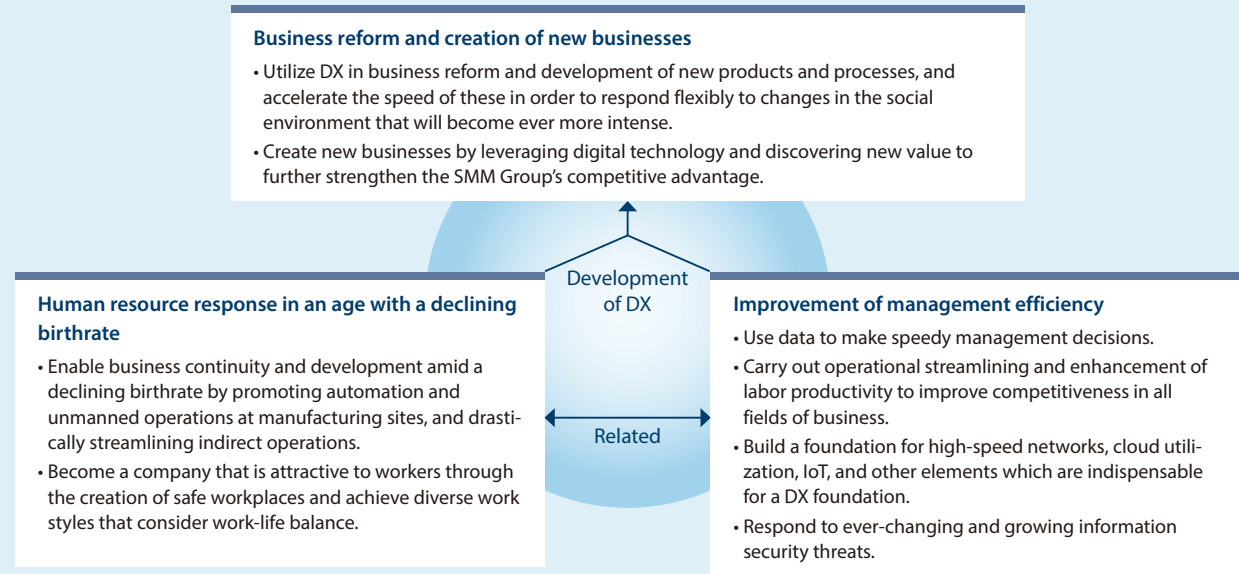 Business reform and creation of new businesses
• Utilize DX in business reform and development of new products and processes, and
accelerate the speed of these in order to respond flexibly to changes in the social
environment that will become ever more intense.
• Create new businesses by leveraging digital technology and discovering new value to
further strengthen the SMM Group’s competitive advantage.
Development
of DX
Human resource response in an age with a declining
birthrate
• Enable business continuity and development amid a
declining birthrate by promoting automation and
unmanned operations at manufacturing sites, and drasti-
cally streamlining indirect operations.
• Become a company that is attractive to workers through
the creation of safe workplaces and achieve diverse work
styles that consider work-life balance.
Related
Improvement of management efficiency
• Use data to make speedy management decisions.
• Carry out operational streamlining and enhancement of
labor productivity to improve competitiveness in all
fields of business.
• Build a foundation for high-speed networks, cloud utili-
zation, IoT, and other elements which are indispensable
for a DX foundation.
• Respond to ever-changing and growing information
security threats.